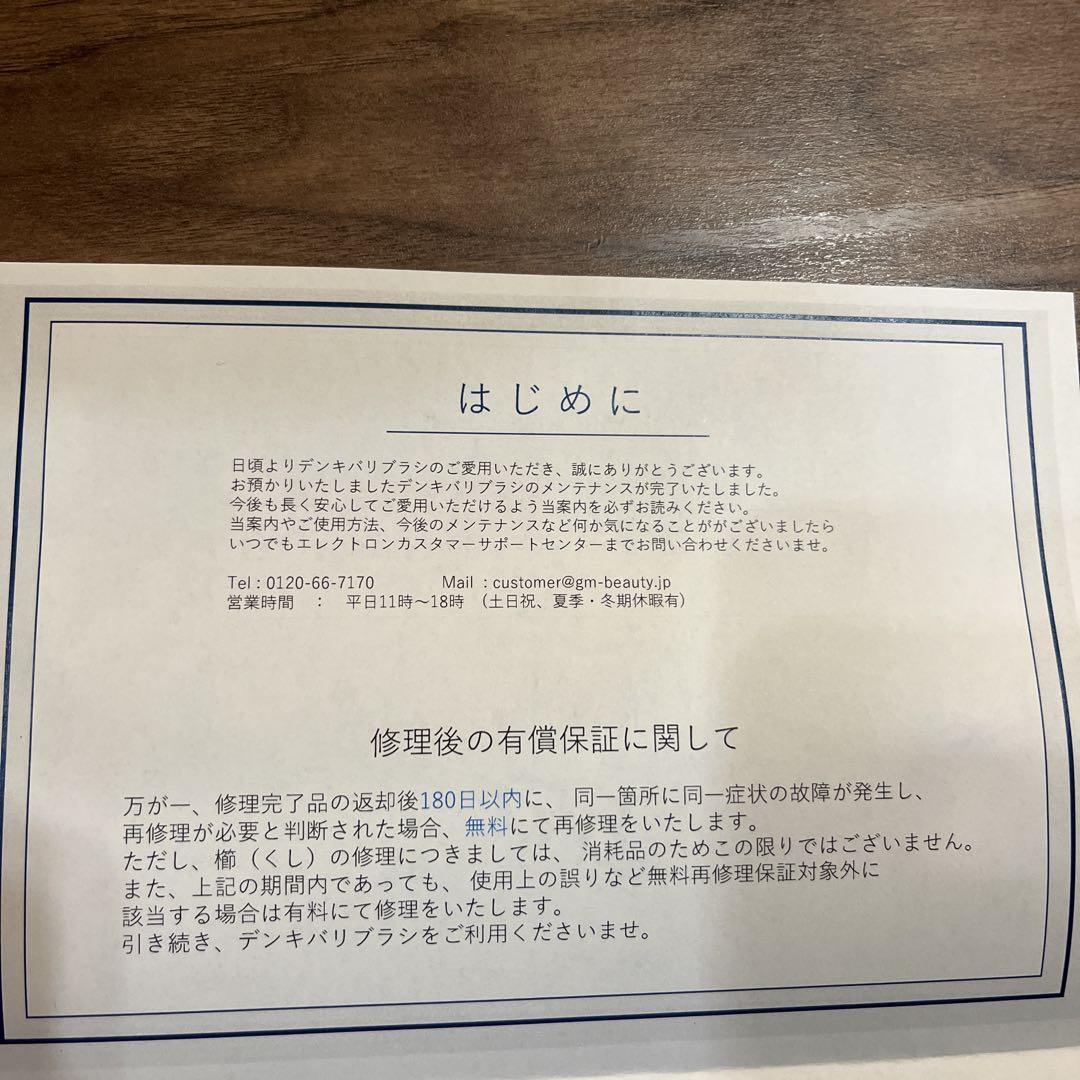 はじめに
日頃よりデンキバリブラシのご愛用いただき、誠にありがとうございます。
お預かりいたしましたデンキバリブラシのメンテナンスが完了いたしました。
今後も長く安心してご愛用いただけるよう当案内を必ずお読みください。
当案内やご使用方法、今後のメンテナンスなど何か気になることががございましたら
いつでもエレクトロンカスタマーサポートセンターまでお問い合わせくださいませ。
Tel : 0120-66-7170 Mail : customer@gm-beauty.jp
営業時間 : 平日11時～18時 (土日祝、夏季・冬期休暇有)
修理後の有償保証に関して
万が一、修理完了品の返却後180日以内に、同一箇所に同一症状の故障が発生し、
再修理が必要と判断された場合、無料にて再修理をいたします。
ただし、櫛（くし）の修理につきましては、消耗品のためこの限りではございません。
また、上記の期間内であっても、使用上の誤りなど無料再修理保証対象外に
該当する場合は有料にて修理をいたします。
引き続き、デンキバリブラシをご利用くださいませ。